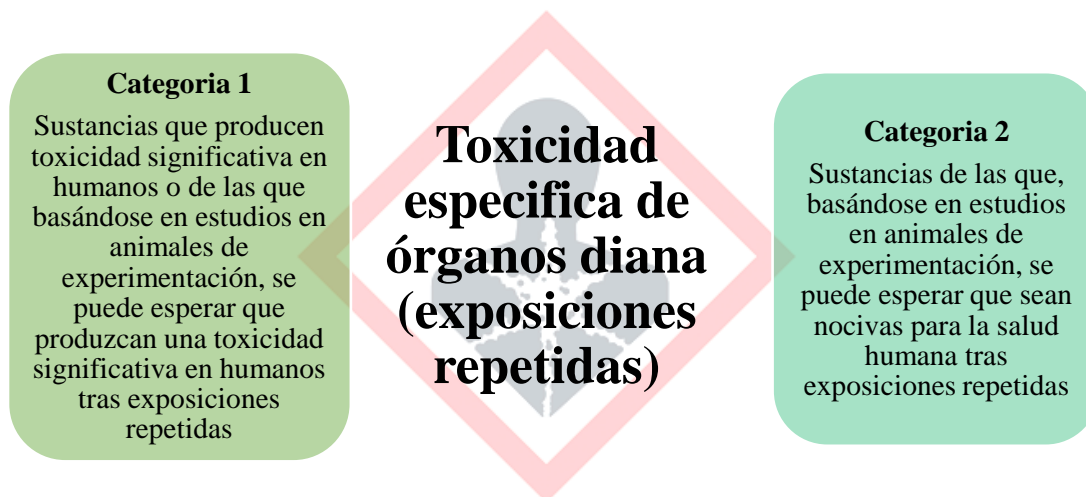 Categoria 1
Sustancias que producen
toxicidad significativa en
humanos o de las que
basándose en estudios en
animales de
experimentación, se
puede esperar que
produzcan una toxicidad
significativa en humanos
tras exposiciones
repetidas
Toxicidad
especifica de
órganos diana
(exposiciones
repetidas)
Categoria 2
Sustancias de las que,
basándose en estudios
en animales de
experimentación, se
puede esperar que sean
nocivas para la salud
humana tras
exposiciones repetidas